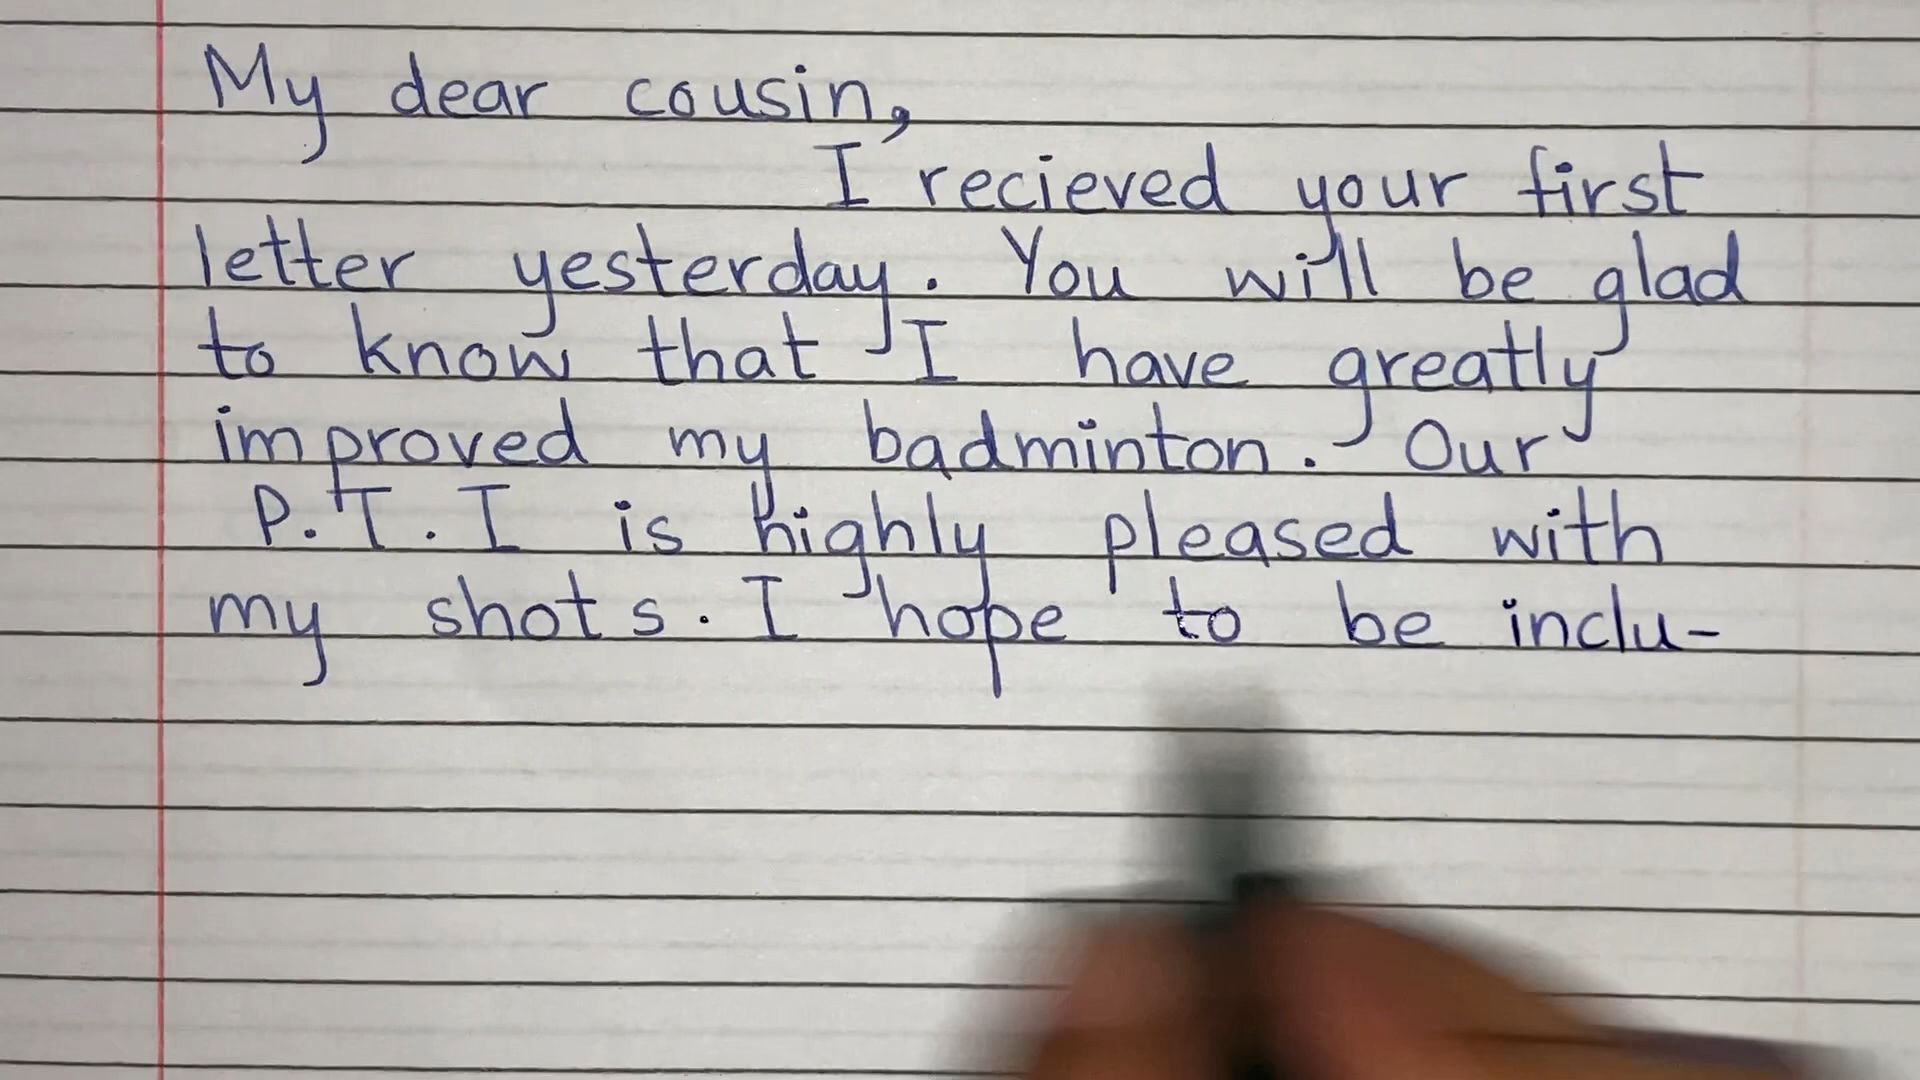 My dear cousin,
I recieved your first
letter yesterday. You will be glad
to know that I have greatly
improved my badminton. Our
P.T.I is highly pleased with
my shots. I hope to be inclu-